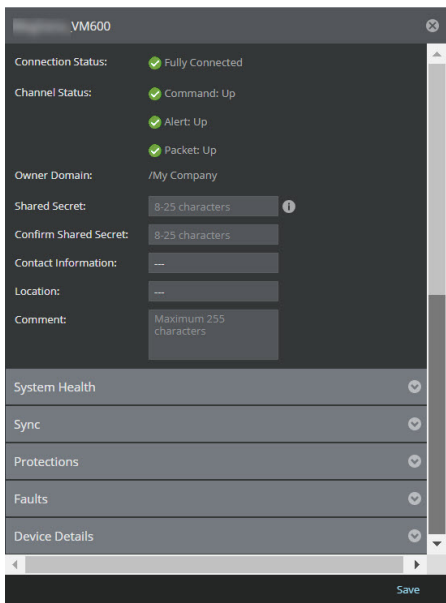 _VM600
Connection Status: Fully Connected
Channel Status: Command: Up
Alert: Up
Packet: Up
Owner Domain: /My Company
Shared Secret: 8-25 characters
Confirm Shared Secret: 8-25 characters
Contact Information: ---
Location: ---
Comment: Maximum 255
characters
System Health
Sync
Protections
Faults
Device Details
Save